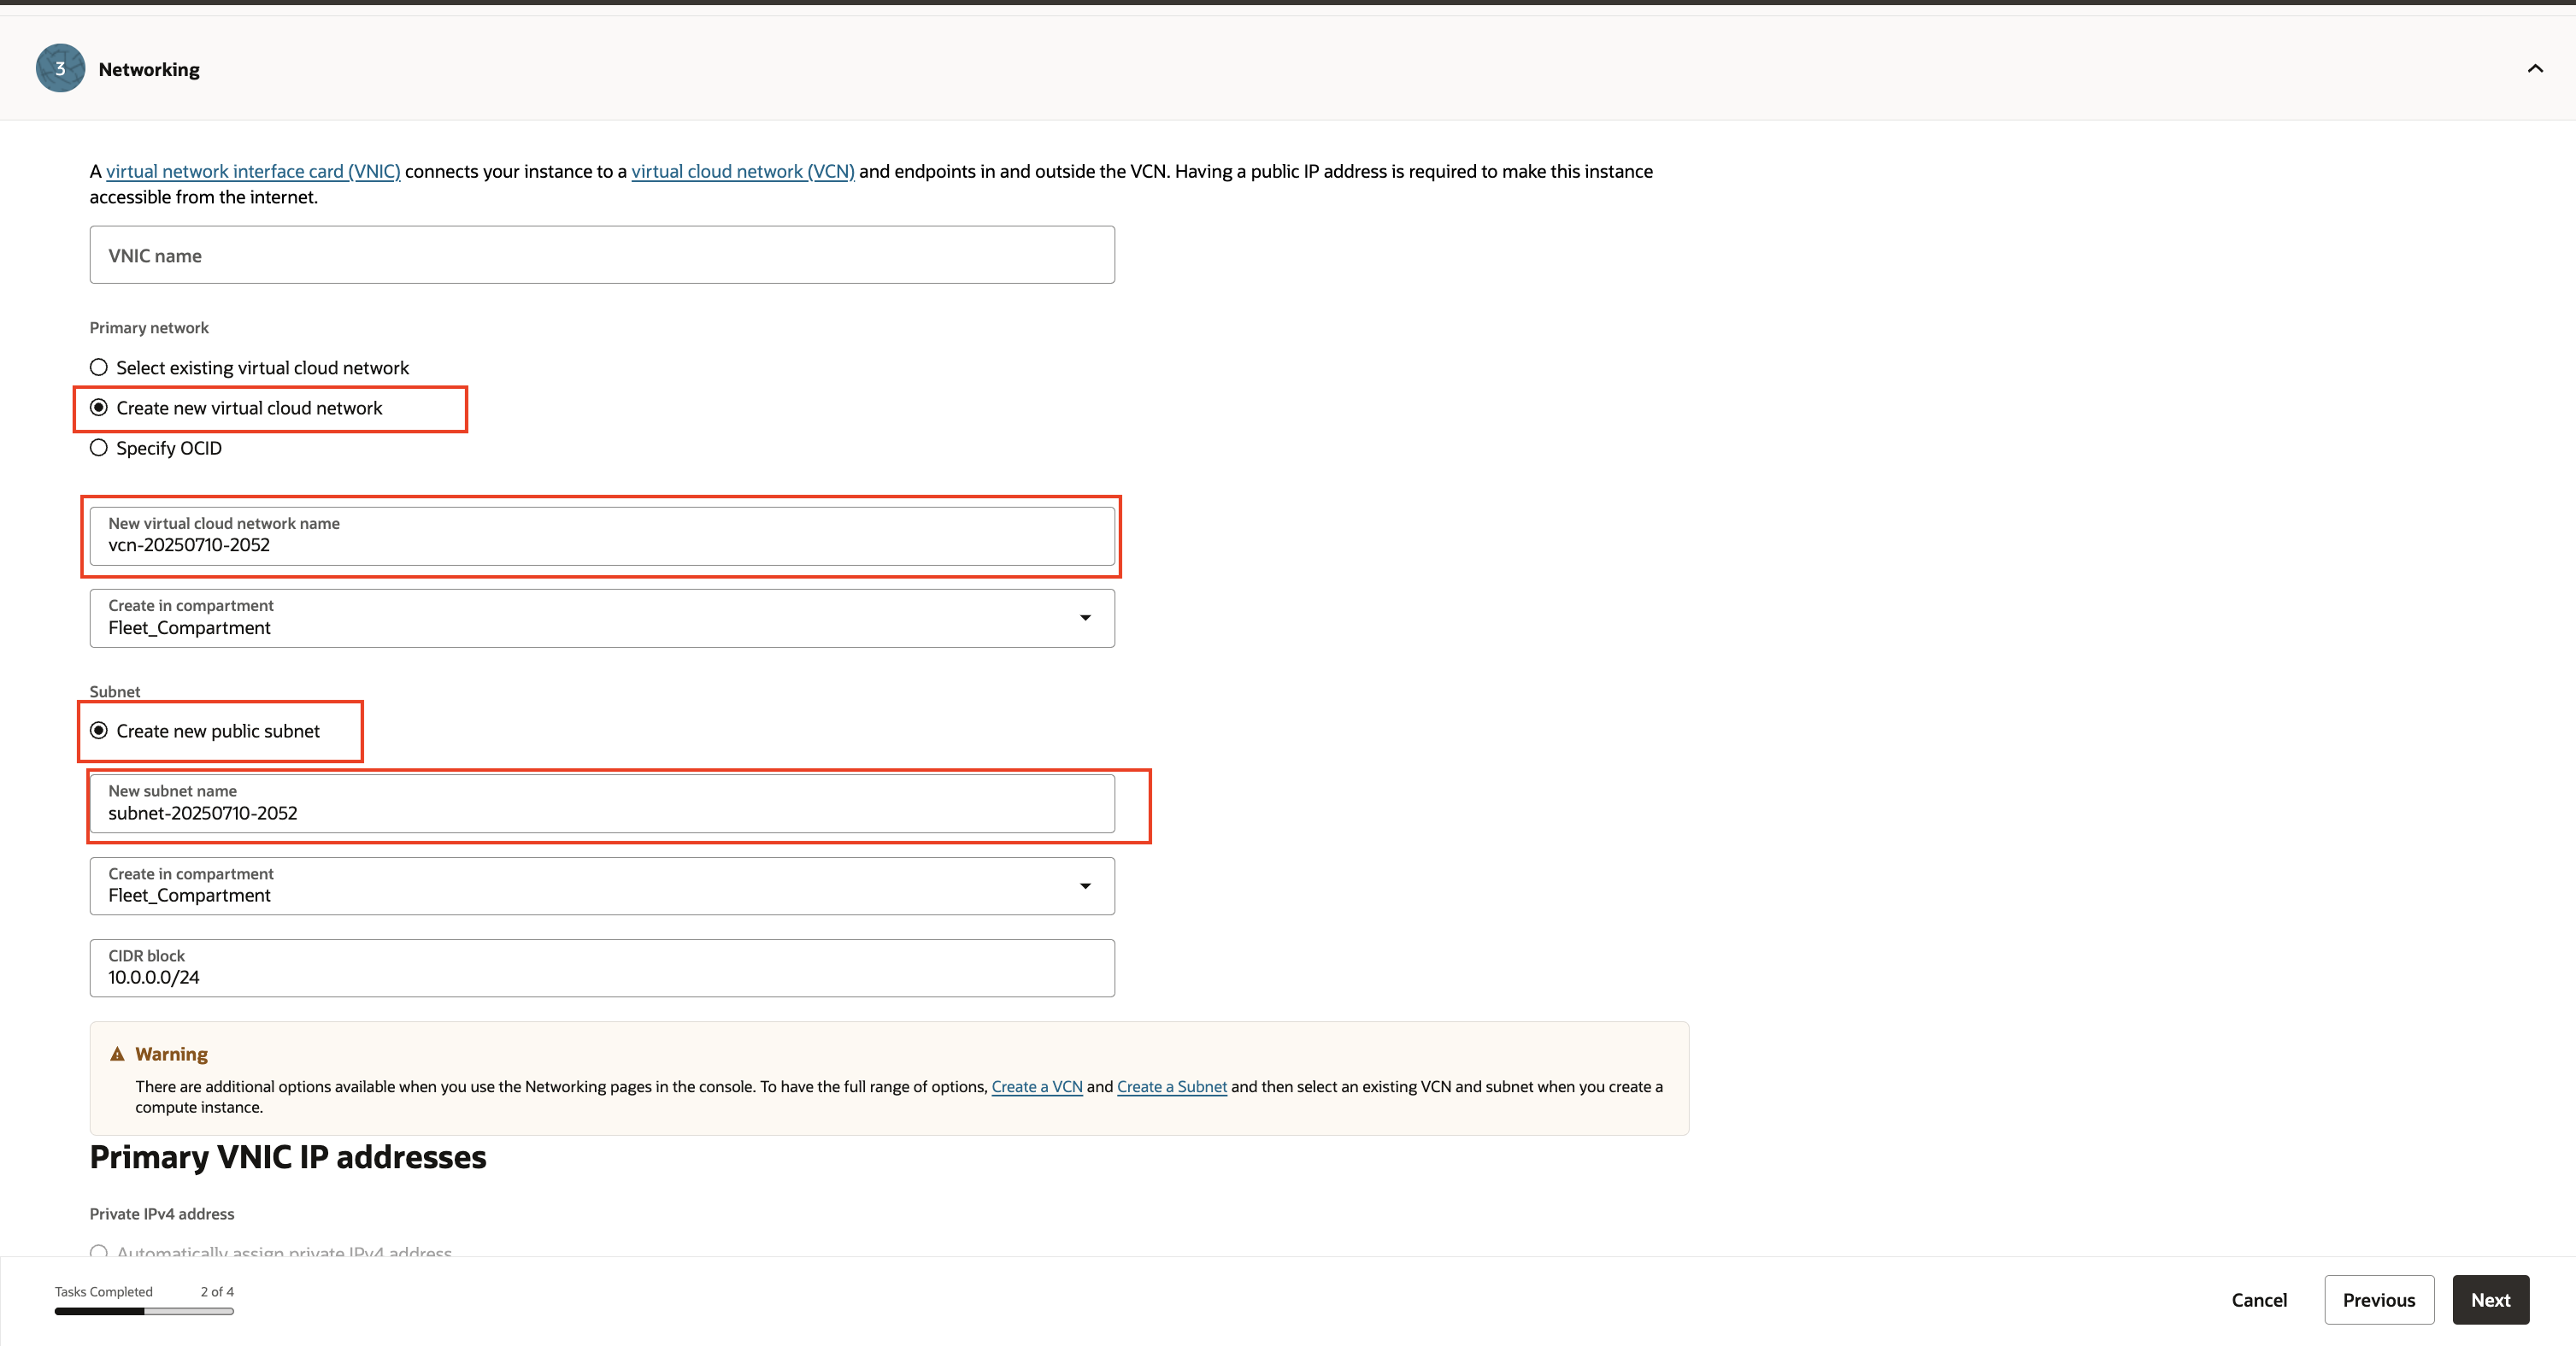 3
Networking
A virtual network interface card (VNIC) connects your instance to a virtual cloud network (VCN) and endpoints in and outside the VCN. Having a public IP address is required to make this instance
accessible from the internet.
VNIC name
Primary network
Select existing virtual cloud network
Create new virtual cloud network
Specify OCID
New virtual cloud network name
vcn-20250710-2052
Create in compartment
Fleet_Compartment
Subnet
Create new public subnet
New subnet name
subnet-20250710-2052
Create in compartment
Fleet_Compartment
CIDR block
10.0.0.0/24
Warning
There are additional options available when you use the Networking pages in the console. To have the full range of options, Create a VCN and Create a Subnet and then select an existing VCN and subnet when you create a
compute instance.
Primary VNIC IP addresses
Private IPv4 address
Automatically assign private IPv4 address
Tasks Completed 2 of 4
Cancel Previous Next